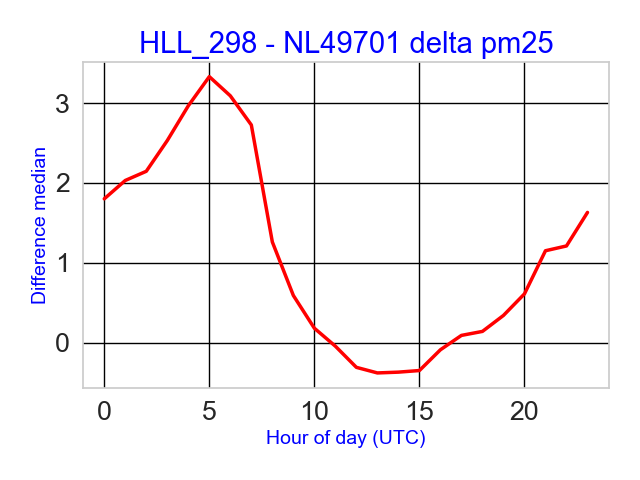 HLL_298 - NL49701 delta pm25
3
2
1
0
Difference median
0 5 10 15 20
Hour of day (UTC)